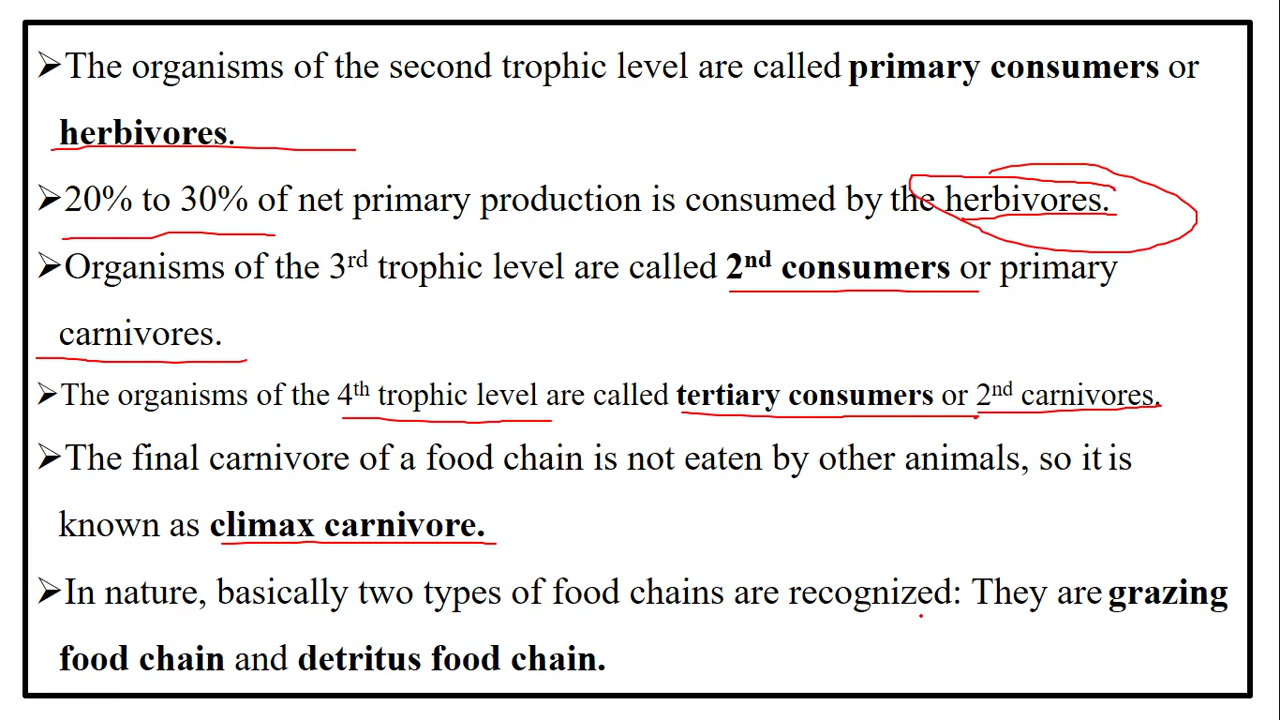 ➢The organisms of the second trophic level are called primary consumers or
herbivores.
➢20% to 30% of net primary production is consumed by the herbivores.
➢Organisms of the 3rd trophic level are called 2nd consumers or primary
carnivores.
➢The organisms of the 4th trophic level are called tertiary consumers or 2nd carnivores.
➢The final carnivore of a food chain is not eaten by other animals, so it is
known as climax carnivore.
➢In nature, basically two types of food chains are recognized: They are grazing
food chain and detritus food chain.